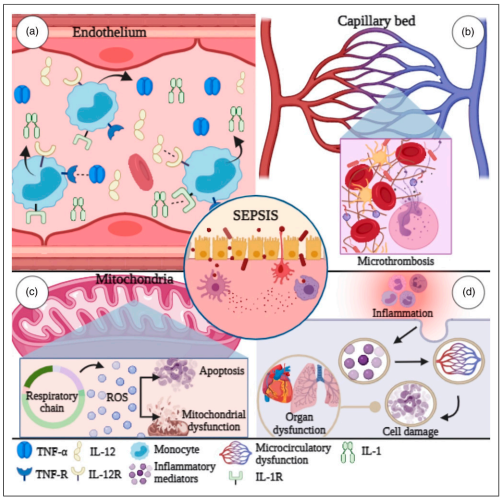 (a)
Endothelium
Capillary bed
(b)
Microthrombosis
SEPSIS
(c)
Mitochondria
Respiratory
chain
ROS
Apoptosis
Mitochondrial
dysfunction
(d)
Inflammation
Organ
dysfunction
Cell damage
TNF-α
IL-12
Monocyte
Microcirculatory
dysfunction
IL-1
TNF-R
IL-12R
Inflammatory
mediators
IL-1R